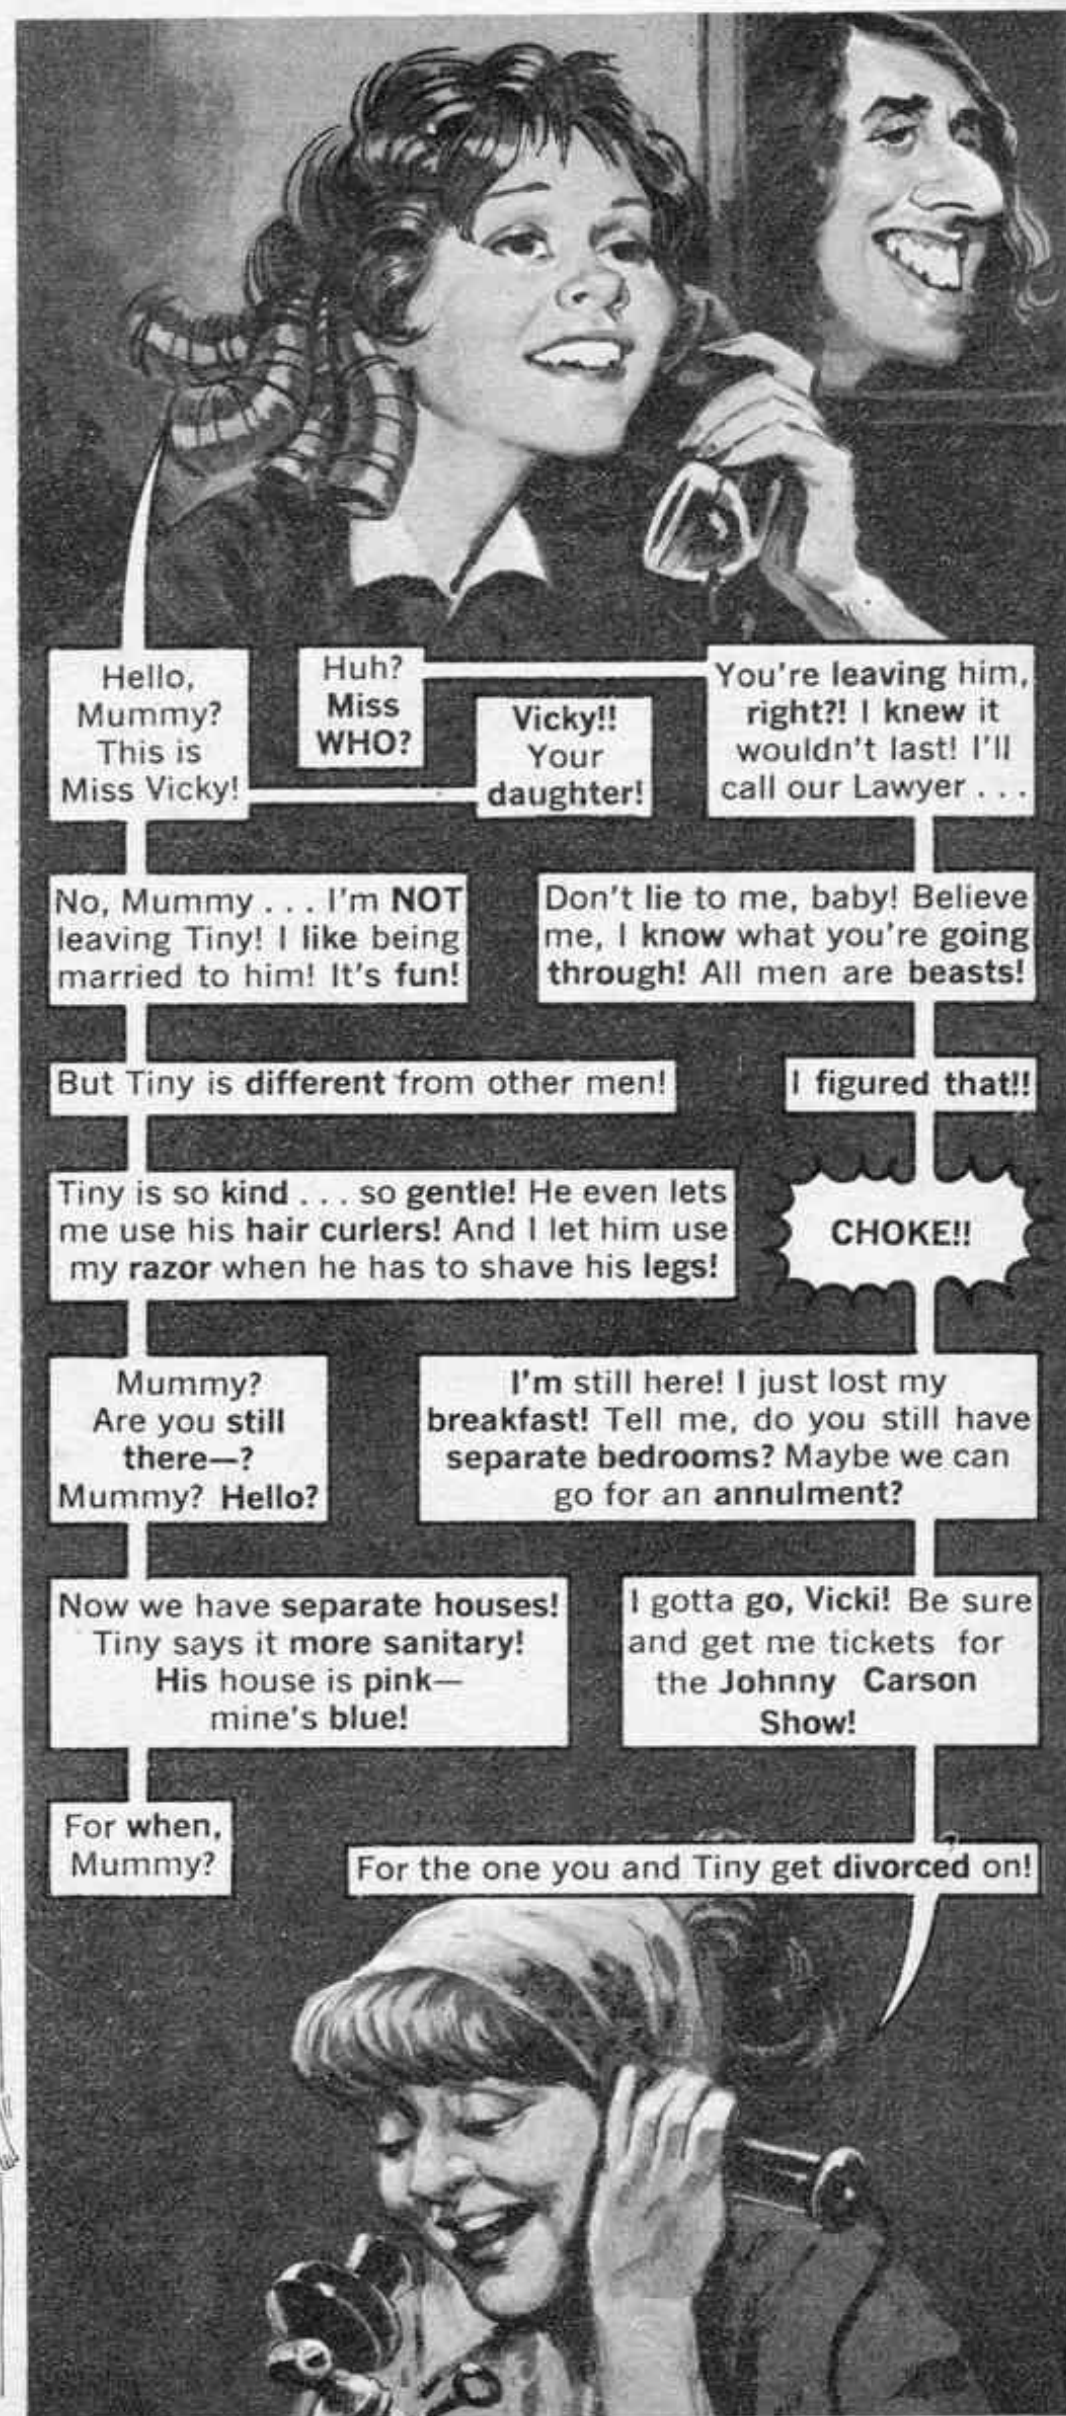 Hello,
Mummy?
This is
Miss Vicky!
Huh?
Miss
WHO?
Vicky!!
Your
daughter!
You're leaving him,
right?! I knew it
wouldn't last! I'll
call our Lawyer . . .
No, Mummy . . . I'm NOT
leaving Tiny! I like being
married to him! It's fun!
Don't lie to me, baby! Believe
me, I know what you're going
through! All men are beasts!
But Tiny is different from other men!
I figured that!!
Tiny is so kind . . . so gentle! He even lets
me use his hair curlers! And I let him use
my razor when he has to shave his legs!
CHOKE!!
Mummy?
Are you still
there—?
Mummy? Hello?
I'm still here! I just lost my
breakfast! Tell me, do you still have
separate bedrooms? Maybe we can
go for an annulment?
Now we have separate houses!
Tiny says it more sanitary!
His house is pink—
mine's blue!
I gotta go, Vicki! Be sure
and get me tickets for
the Johnny Carson
Show!
For when,
Mummy?
For the one you and Tiny get divorced on!